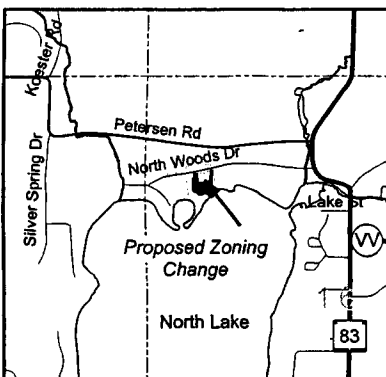 Koester Rd
Petersen Rd
North Woods Dr
Silver Spring Dr
Lake St
Proposed Zoning
Change
VV
North Lake
83